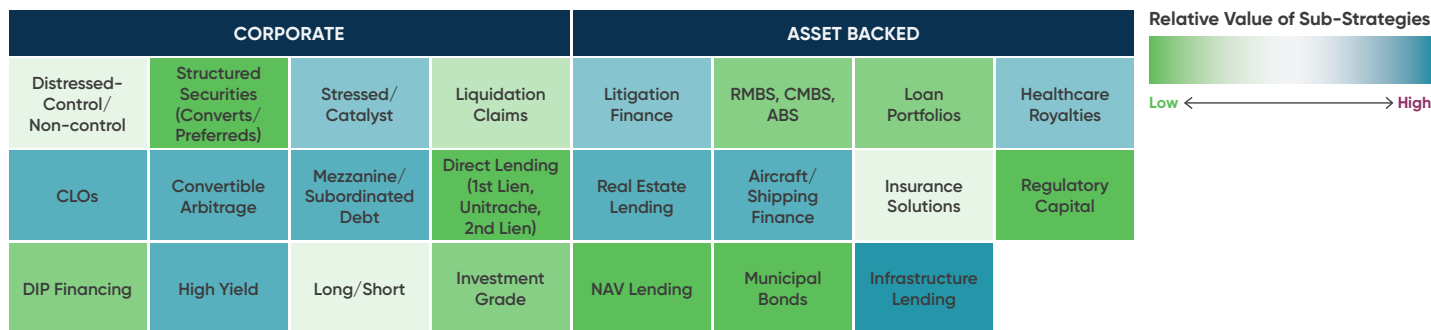 CORPORATE
ASSET BACKED
Relative Value of Sub-Strategies
Low
High
Distressed-
Control/
Non-control
Structured
Securities
(Converts/
Preferreds)
Stressed/
Catalyst
Liquidation
Claims
Litigation
Finance
RMBS, CMBS,
ABS
Loan
Portfolios
Healthcare
Royalties
CLOs
Convertible
Arbitrage
Mezzanine/
Subordinated
Debt
Direct Lending
(1st Lien,
Unitrache,
2nd Lien)
Real Estate
Lending
Aircraft/
Shipping
Finance
Insurance
Solutions
Regulatory
Capital
DIP Financing
High Yield
Long/Short
Investment
Grade
NAV Lending
Municipal
Bonds
Infrastructure
Lending